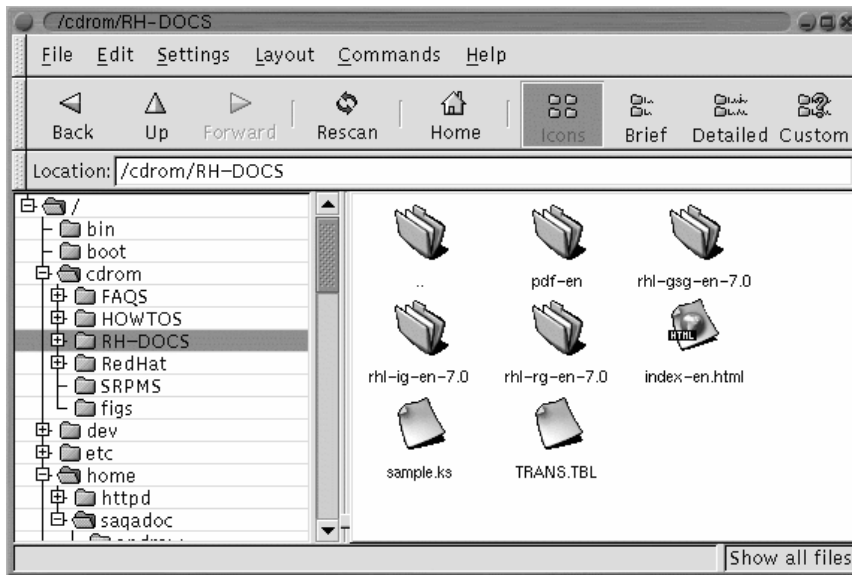 /cdrom/RH-DOCS
File Edit Settings Layout Commands Help
Back Up Forward Rescan Home Icons Brief Detailed Custom
Location: /cdrom/RH-DOCS
/
bin
boot
cdrom
FAQS
HOWTOS
RH-DOCS
RedHat
SRPMS
figs
dev
etc
home
httpd
saqadoc
.. pdf-en rhl-gsg-en-7.0
HTML
rhl-ig-en-7.0 rhl-rg-en-7.0 index-en.html
sample.ks TRANS.TBL
Show all files